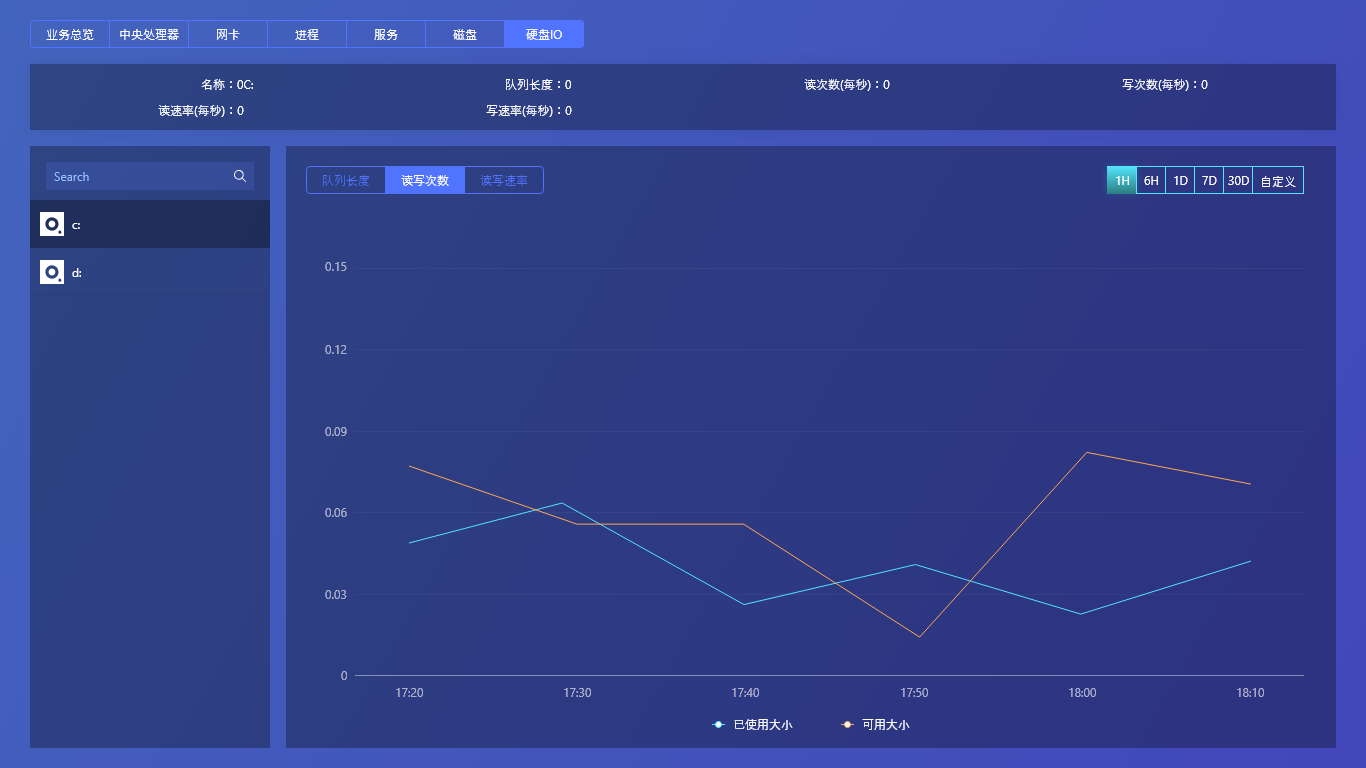 业务总览 中央处理器 网卡 进程 服务 磁盘 硬盘IO
名称：0C: 队列长度：0 读次数(每秒)：0 写次数(每秒)：0
读速率(每秒)：0 写速率(每秒)：0
Search
c:
d:
队列长度 读写次数 读写速率
1H 6H 1D 7D 30D 自定义
0.15
0.12
0.09
0.06
0.03
0
17:20 17:30 17:40 17:50 18:00 18:10
已使用大小 可用大小